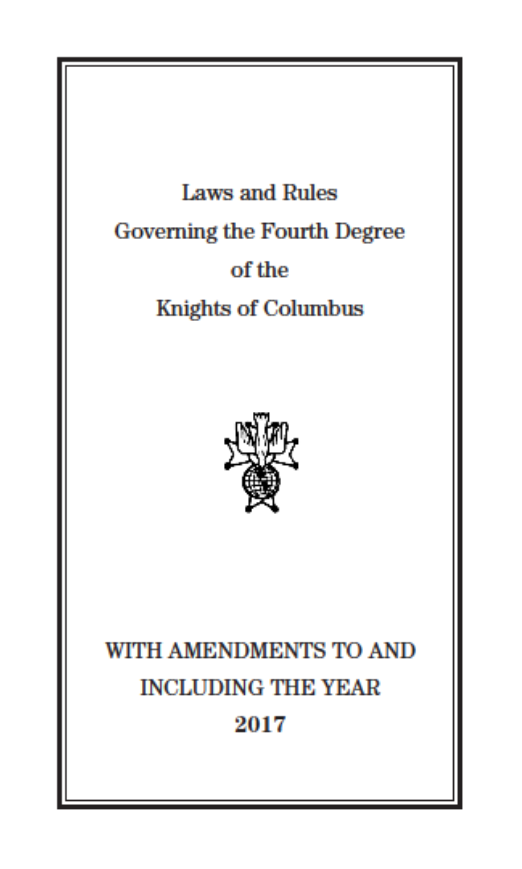 Laws and Rules
Governing the Fourth Degree
of the
Knights of Columbus
WITH AMENDMENTS TO AND
INCLUDING THE YEAR
2017